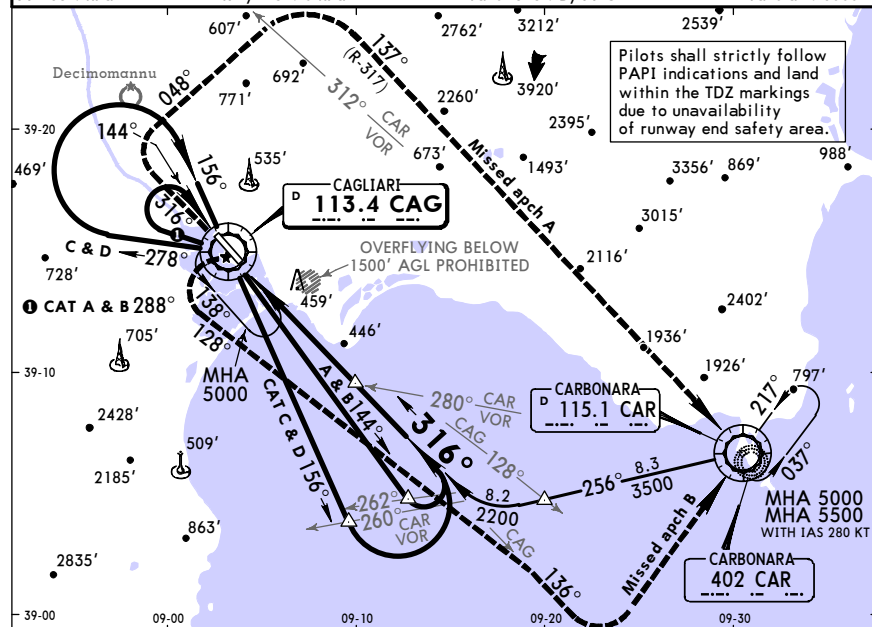 607'
2762'
3212'
2539'
137°
(R-317)
692'
Decimomannu
048°
771'
312° CAR
VOR
3920'
2260'
Pilots shall strictly follow
PAPI indications and land
within the TDZ markings
due to unavailability
of runway end safety area.
39-20
144°
2395'
Missed apch A
469'
156°
535'
673'
1493'
3356'
869'
988'
316°
CAGLIARI
D 113.4 CAG
3015'
C & D
278°
OVERFLYING BELOW
1500' AGL PROHIBITED
728'
2116'
459'
1 CAT A & B 288°
138°
128°
2402'
705'
446'
1936'
39-10
MHA
5000
A & B 144°
1926'
797'
CAT C & D 156°
280° CAR
VOR
CARBONARA
D 115.1 CAR
217°
316°
2428'
CAG 128°
509'
2185'
256°
8.3
3500
037°
262°
260° CAR
VOR
8.2
2200
CAG
MHA 5000
MHA 5500
WITH IAS 280 KT
863'
Missed apch B
2835'
136°
CARBONARA
402 CAR
39-00
09-00
09-10
09-20
09-30